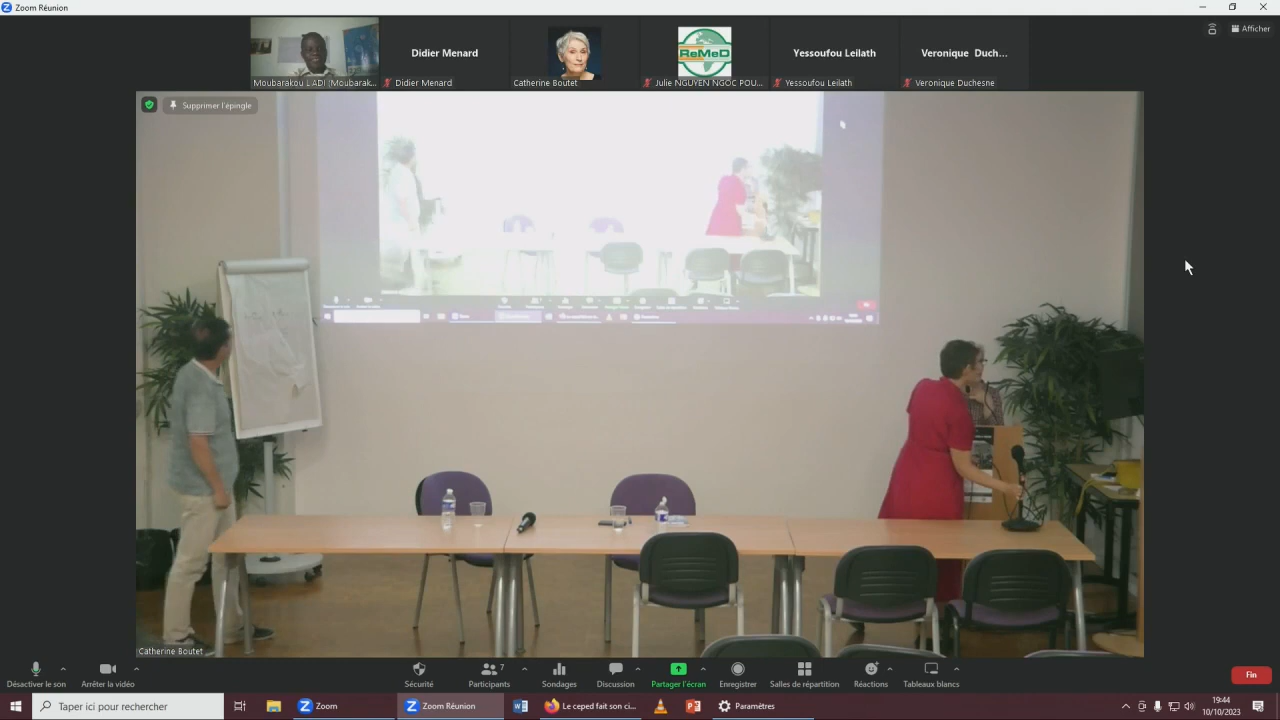 Zoom Réunion
Afficher
Didier Menard
ReMeD
Yessoufou Leilath
Veronique Duch...
Moubarakou LADI (Moubarak...
Didier Menard
Catherine Boutet
Julie NGUYEN NGOC POU...
Yessoufou Leilath
Veronique Duchesne
Supprimer l'épingle
Catherine Boutet
7
Désactiver le son
Arrêter la vidéo
Sécurité
Participants
Sondages
Discussion
Partager l'écran
Enregistrer
Salles de répartition
Réactions
Tableaux blancs
Fin
Taper ici pour rechercher
Zoom
Zoom Réunion
Le ceped fait son ci...
Paramètres
19:44
10/10/2023